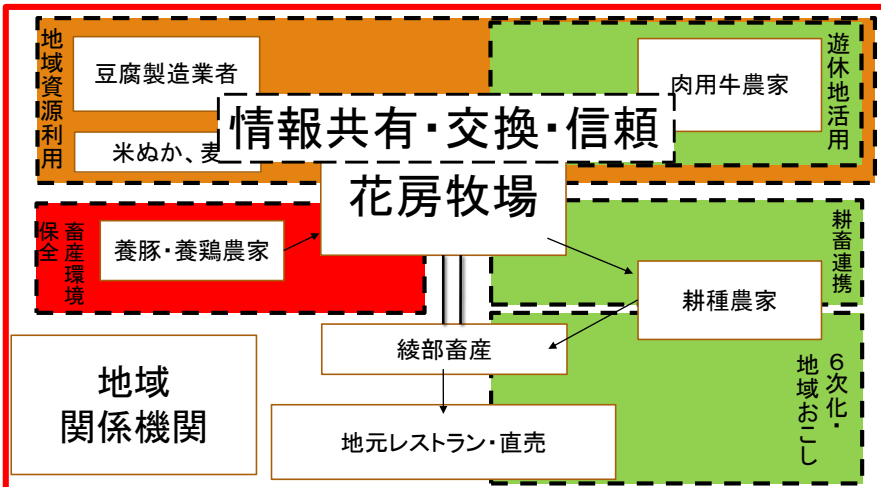 地域資源利用
豆腐製造業者
米ぬか、麦
情報共有・交換・信頼
肉用牛農家
遊休地活用
花房牧場
畜産環境
保全
養豚・養鶏農家
耕畜連携
耕種農家
綾部畜産
地域
関係機関
地元レストラン・直売
６次化・
地域おこし